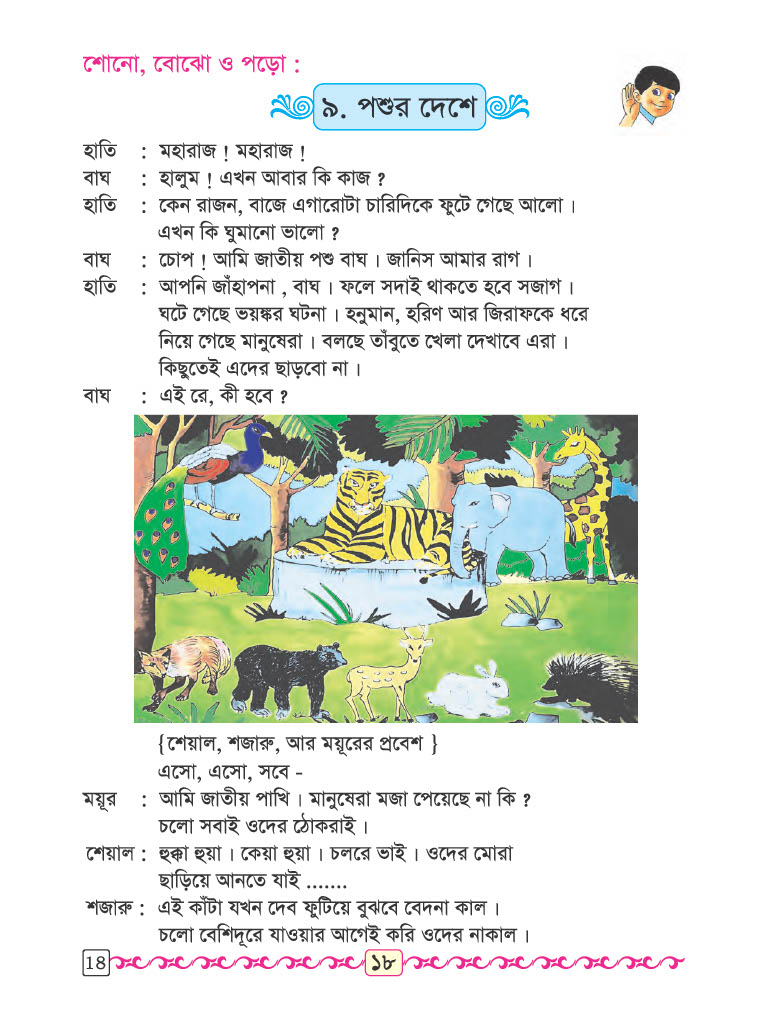 শোনো, বোঝো ও পড়ো :
৯. পশুর দেশে
হাতি : মহারাজ ! মহারাজ !
বাঘ : হালুম ! এখন আবার কি কাজ ?
হাতি : কেন রাজন, বাজে এগারোটা চারিদিকে ফুটে গেছে আলো ।
এখন কি ঘুমানো ভালো ?
বাঘ : চোপ ! আমি জাতীয় পশু বাঘ । জানিস আমার রাগ ।
হাতি : আপনি জাঁহাপনা , বাঘ । ফলে সদাই থাকতে হবে সজাগ ।
ঘটে গেছে ভয়ঙ্কর ঘটনা । হনুমান, হরিণ আর জিরাফকে ধরে
নিয়ে গেছে মানুষেরা । বলছে তাঁবুতে খেলা দেখাবে এরা ।
কিছুতেই এদের ছাড়বো না ।
বাঘ : এই রে, কী হবে ?
{শেয়াল, শজারু, আর ময়ূরের প্রবেশ }
এসো, এসো, সবে -
ময়ূর : আমি জাতীয় পাখি । মানুষেরা মজা পেয়েছে না কি ?
চলো সবাই ওদের ঠোকরাই ।
শেয়াল : হুক্কা হুয়া । কেয়া হুয়া । চলরে ভাই । ওদের মোরা
ছাড়িয়ে আনতে যাই .......
শজারু : এই কাঁটা যখন দেব ফুটিয়ে বুঝবে বেদনা কাল ।
চলো বেশিদূরে যাওয়ার আগেই করি ওদের নাকাল ।
18 ১৮